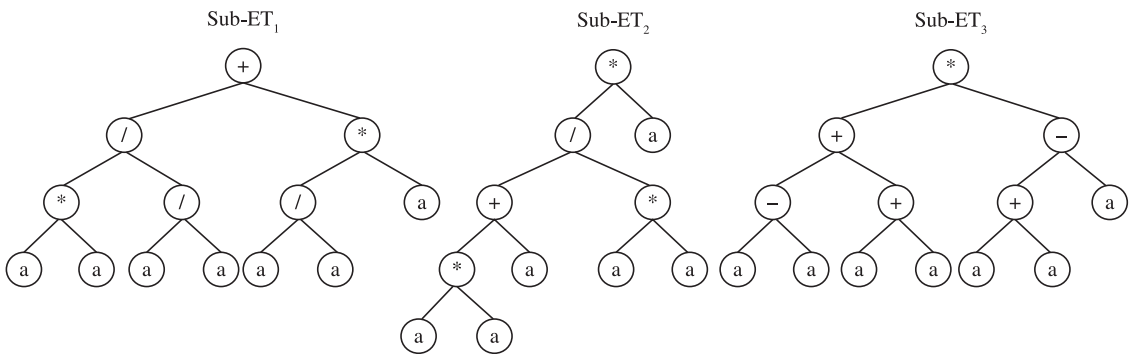 Sub-ET₁ Sub-ET₂ Sub-ET₃
+ * *
/ * / a + −
* / / a + * − + + a
a a a a a a * a a a a a a a a a
a a